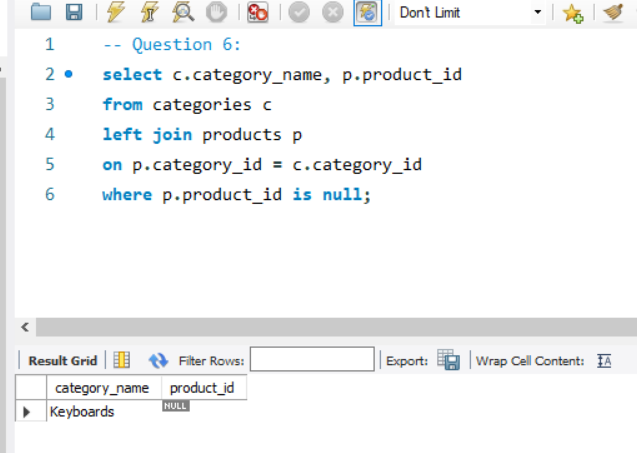 Don't Limit
1 -- Question 6:
2 select c.category_name, p.product_id
3 from categories c
4 left join products p
5 on p.category_id = c.category_id
6 where p.product_id is null;
Result Grid Filter Rows: Export: Wrap Cell Content:
category_name product_id
Keyboards NULL